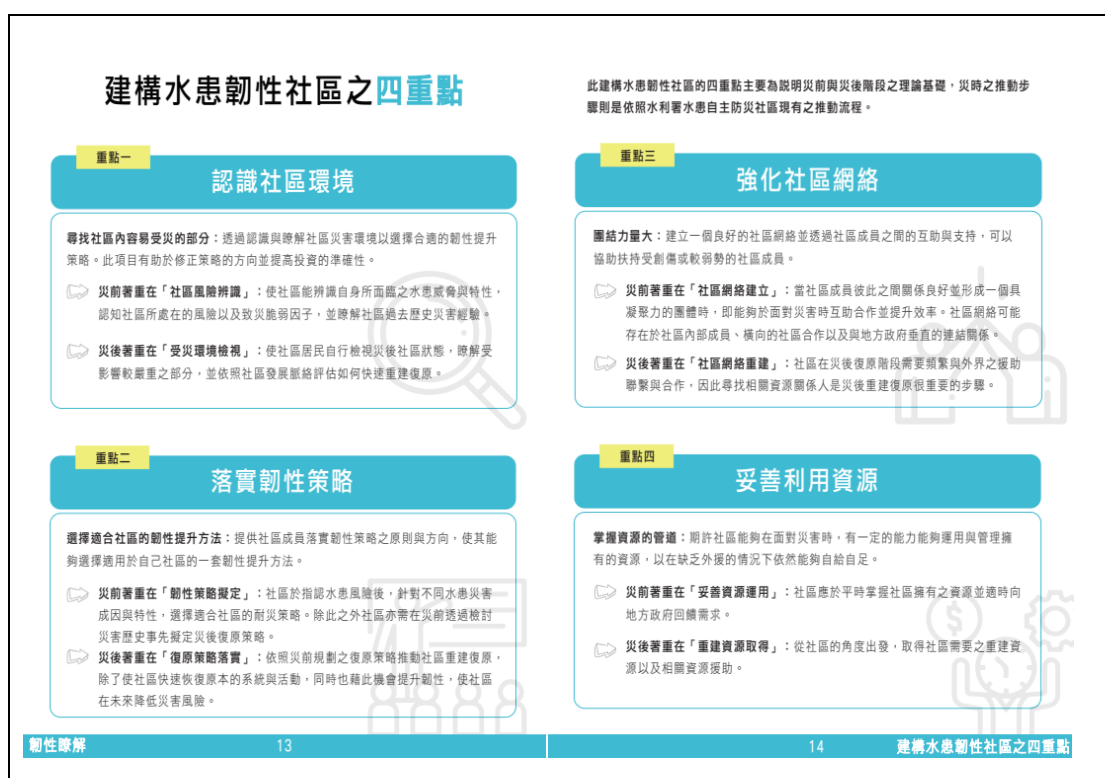 建構水患韌性社區之四重點
重點一
認識社區環境
尋找社區內容易受災的部分：透過認識與瞭解社區災害環境以選擇合適的韌性提升
策略。此項目有助於修正策略的方向並提高投資的準確性。
災前著重在「社區風險辨識」：使社區能辨識自身所面臨之水患威脅與特性，
認知社區所處在的風險以及致災脆弱因子，並瞭解社區過去歷史災害經驗。
災後著重在「受災環境檢視」：使社區居民自行檢視災後社區狀態，瞭解受
影響較嚴重之部分，並依照社區發展脈絡評估如何快速重建復原。
重點二
落實韌性策略
選擇適合社區的韌性提升方法：提供社區成員落實韌性策略之原則與方向，使其能
夠選擇適用於自己社區的一套韌性提升方法。
災前著重在「韌性策略擬定」：社區於指認水患風險後，針對不同水患災害
成因與特性，選擇適合社區的耐災策略。除此之外社區亦需在災前透過檢討
災害歷史事先擬定災後復原策略。
災後著重在「復原策略落實」：依照災前規劃之復原策略推動社區重建復原，
除了使社區快速恢復原本的系統與活動，同時也藉此機會提升韌性，使社區
在未來降低災害風險。
韌性瞭解
13
此建構水患韌性社區的四重點主要為說明災前與災後階段之理論基礎，災時之推動步
驟則是依照水利署水患自主防災社區現有之推動流程。
重點三
強化社區網絡
團結力量大：建立一個良好的社區網絡並透過社區成員之間的互助與支持，可以
協助扶持受創傷或較弱勢的社區成員。
災前著重在「社區網絡建立」：當社區成員彼此之間關係良好並形成一個具
凝聚力的團體時，即能夠於面對災害時互助合作並提升效率。社區網絡可能
存在於社區內部成員、橫向的社區合作以及與地方政府垂直的連結關係。
災後著重在「社區網絡重建」：社區在災後復原階段需要頻繁與外界之援助
聯繫與合作，因此尋找相關資源關係人是災後重建復原很重要的步驟。
重點四
妥善利用資源
掌握資源的管道：期許社區能夠在面對災害時，有一定的能力能夠運用與管理擁
有的資源，以在缺乏外援的情況下依然能夠自給自足。
災前著重在「妥善資源運用」：社區應於平時掌握社區擁有之資源並適時向
地方政府回饋需求。
災後著重在「重建資源取得」：從社區的角度出發，取得社區需要之重建資
源以及相關資源援助。
14
建構水患韌性社區之四重點